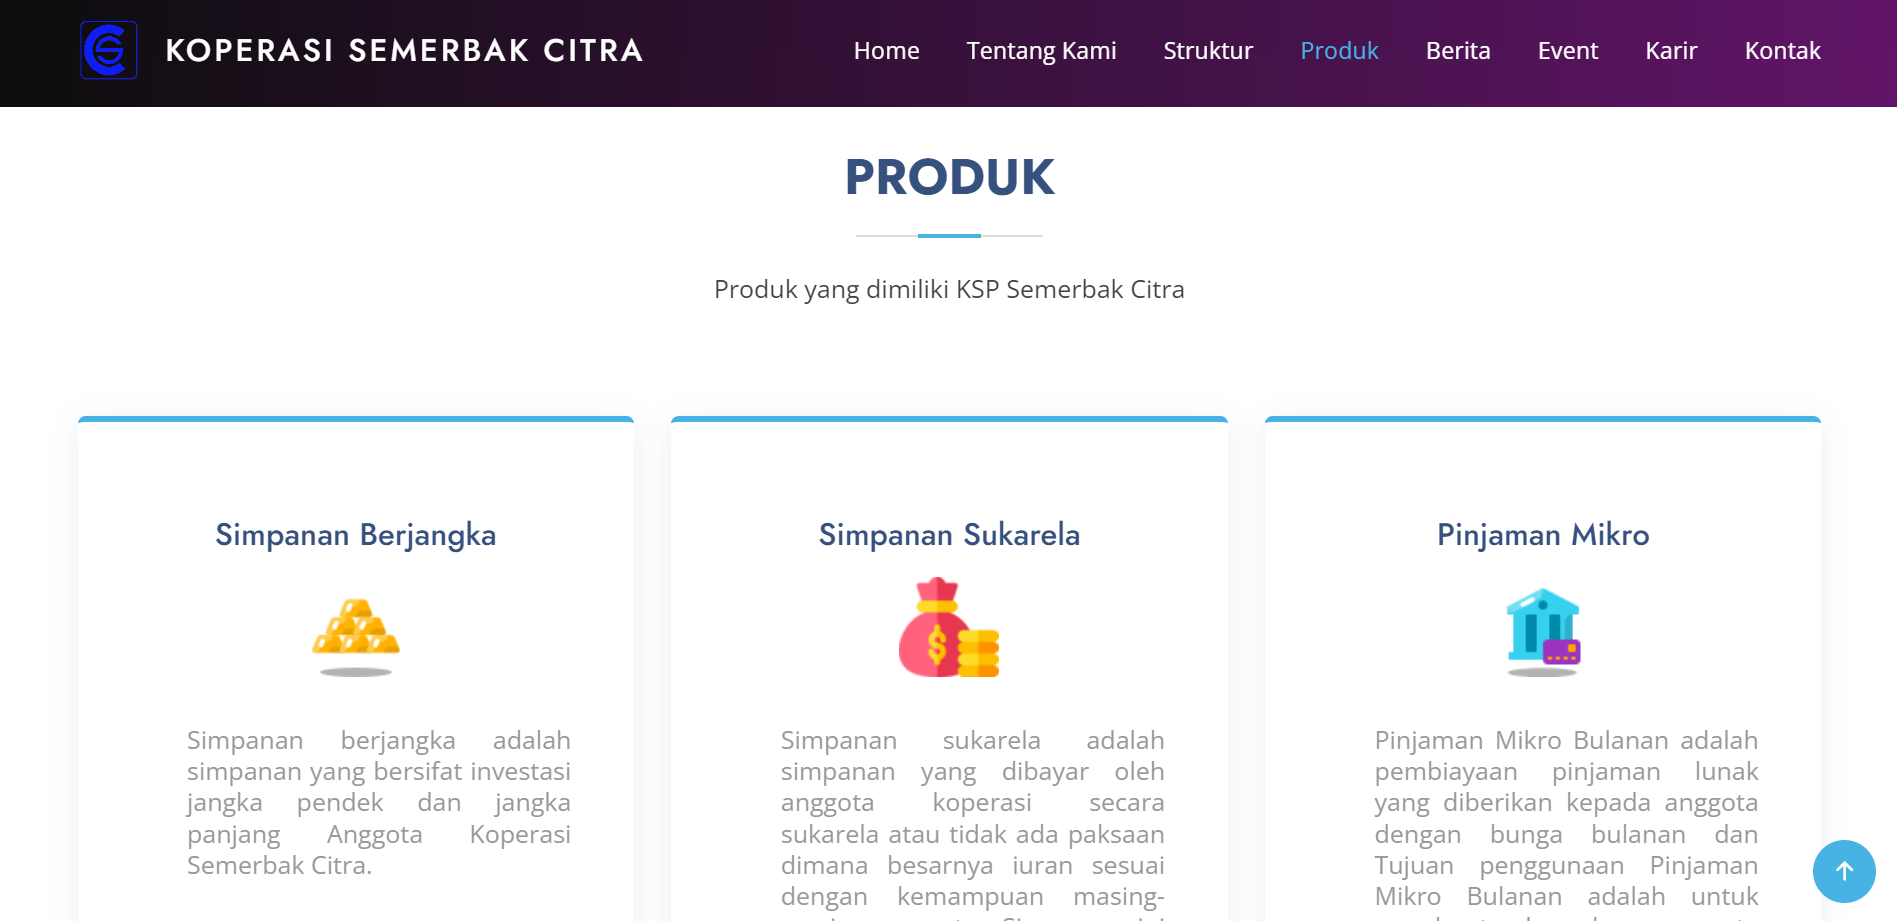 KOPERASI SEMERBAK CITRA
Home Tentang Kami Struktur Produk Berita Event Karir Kontak
PRODUK
Produk yang dimiliki KSP Semerbak Citra
Simpanan Berjangka
Simpanan berjangka adalah
simpanan yang bersifat investasi
jangka pendek dan jangka
panjang Anggota Koperasi
Semerbak Citra.
Simpanan Sukarela
Simpanan sukarela adalah
simpanan yang dibayar oleh
anggota koperasi secara
sukarela atau tidak ada paksaan
dimana besarnya iuran sesuai
dengan kemampuan masing-
Pinjaman Mikro
Pinjaman Mikro Bulanan adalah
pembiayaan pinjaman lunak
yang diberikan kepada anggota
dengan bunga bulanan dan
Tujuan penggunaan Pinjaman
Mikro Bulanan adalah untuk